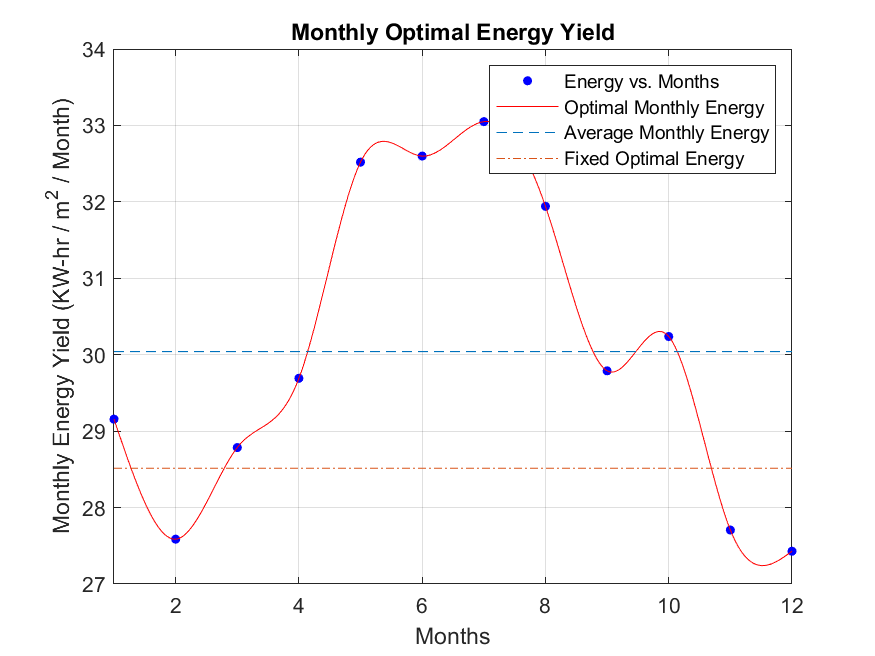 Monthly Optimal Energy Yield
Monthly Energy Yield (KW-hr / m² / Month)
34
33
32
31
30
29
28
27
Energy vs. Months
Optimal Monthly Energy
Average Monthly Energy
Fixed Optimal Energy
2 4 6 8 10 12
Months